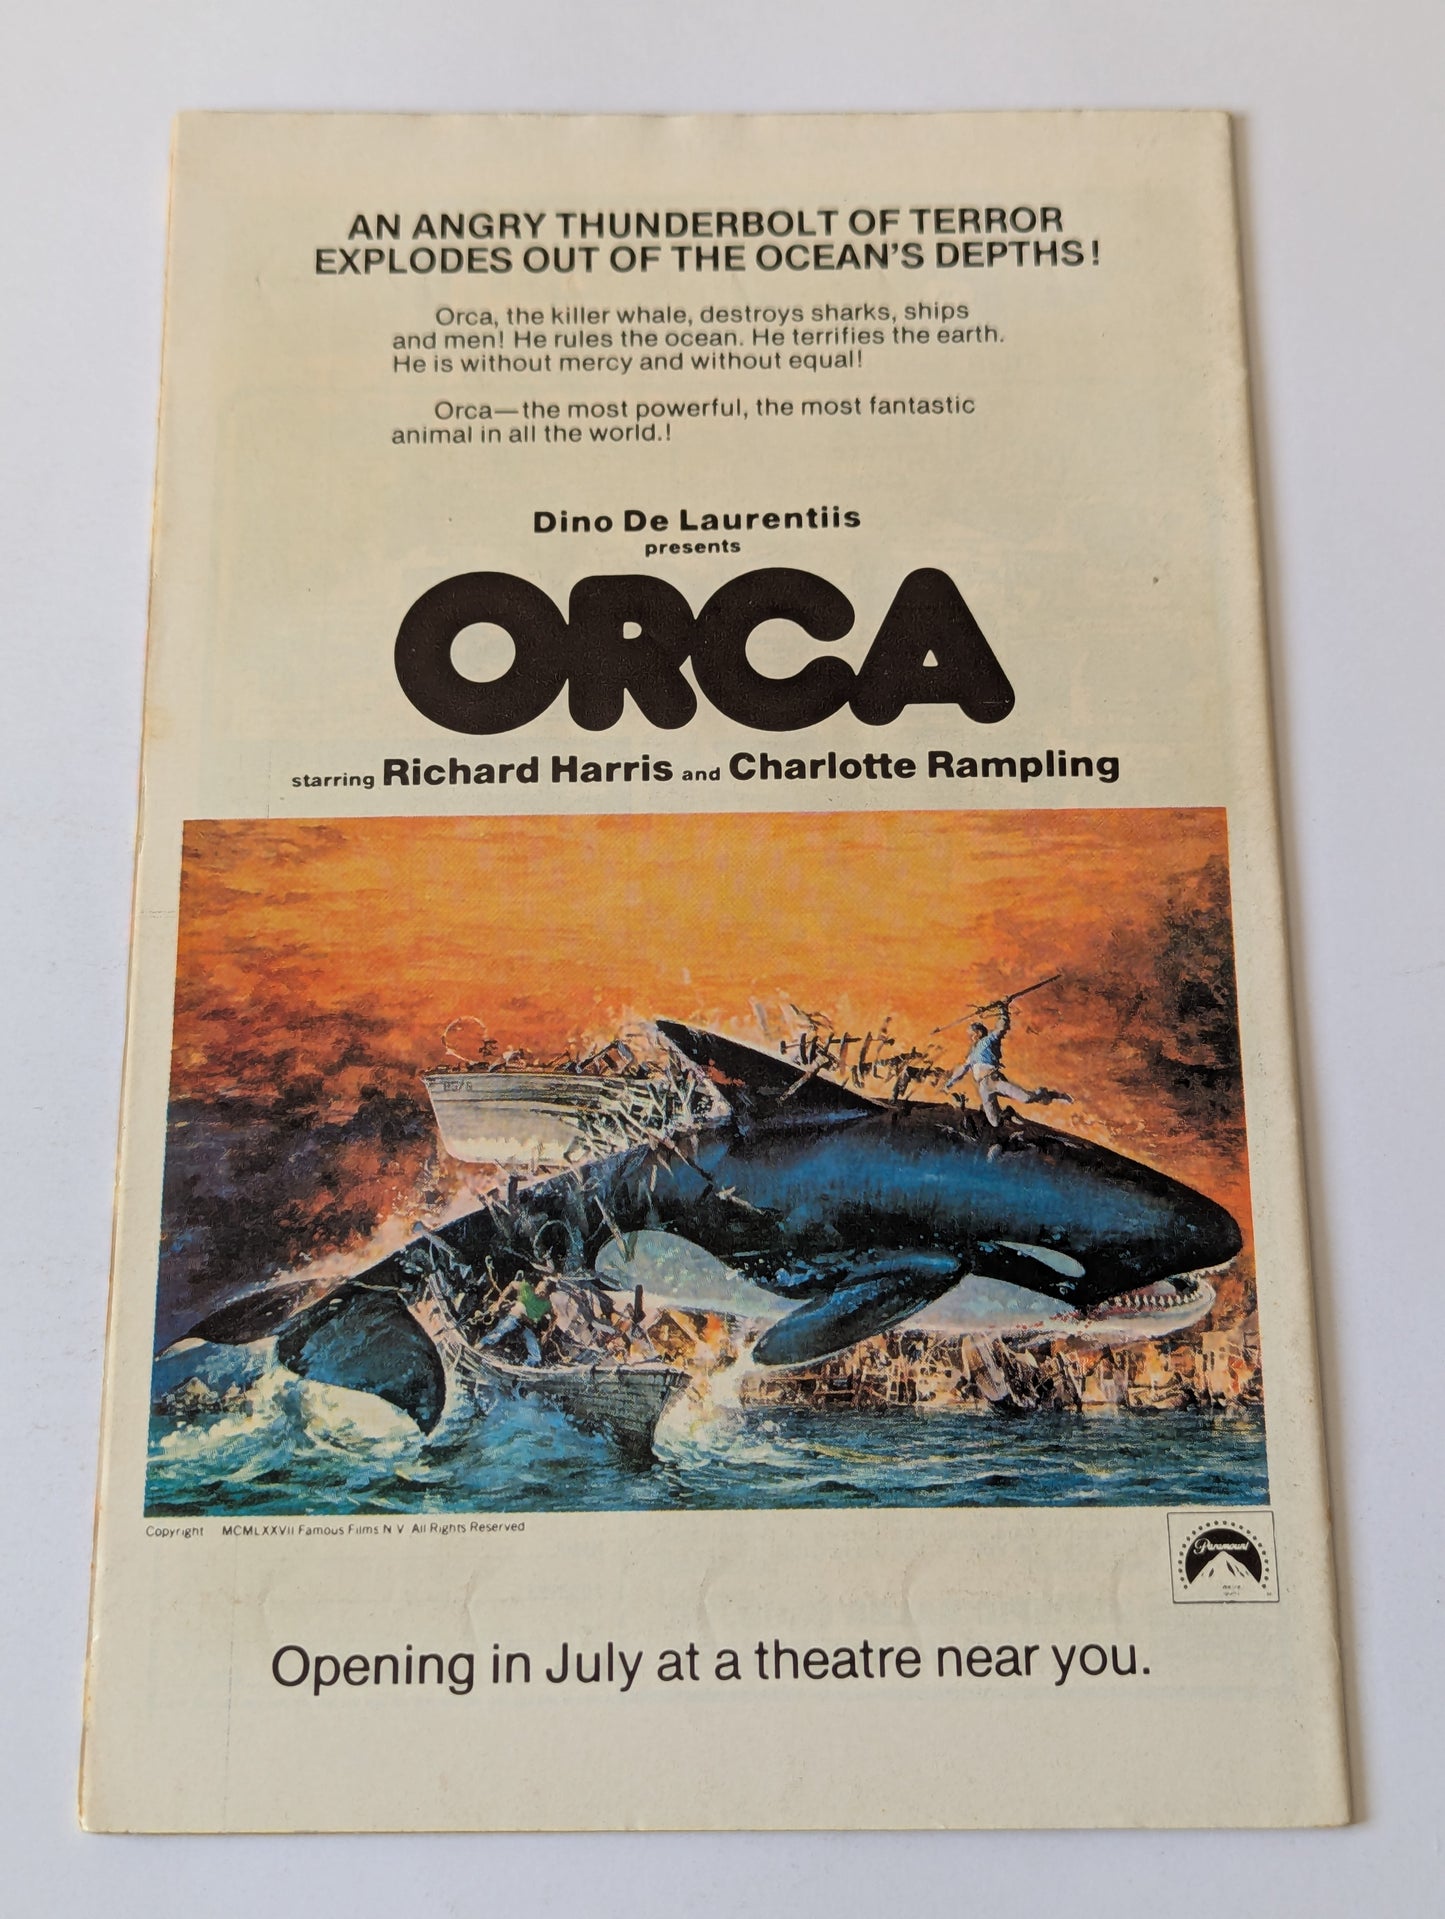 AN ANGRY THUNDERBOLT OF TERROR
EXPLODES OUT OF THE OCEAN'S DEPTHS!
Orca, the killer whale, destroys sharks, ships
and men! He rules the ocean. He terrifies the earth.
He is without mercy and without equal!
Orca—the most powerful, the most fantastic
animal in all the world.!
Dino De Laurentiis
presents
ORCA
starring Richard Harris and Charlotte Rampling
Copyright MCMLXXVII Famous Films N V All Rights Reserved
Paramount
Opening in July at a theatre near you.